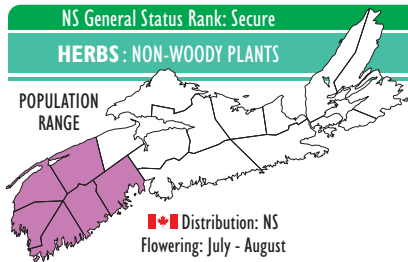 NS General Status Rank: Secure
HERBS : NON-WOODY PLANTS
POPULATION
RANGE
Distribution: NS
Flowering: July - August